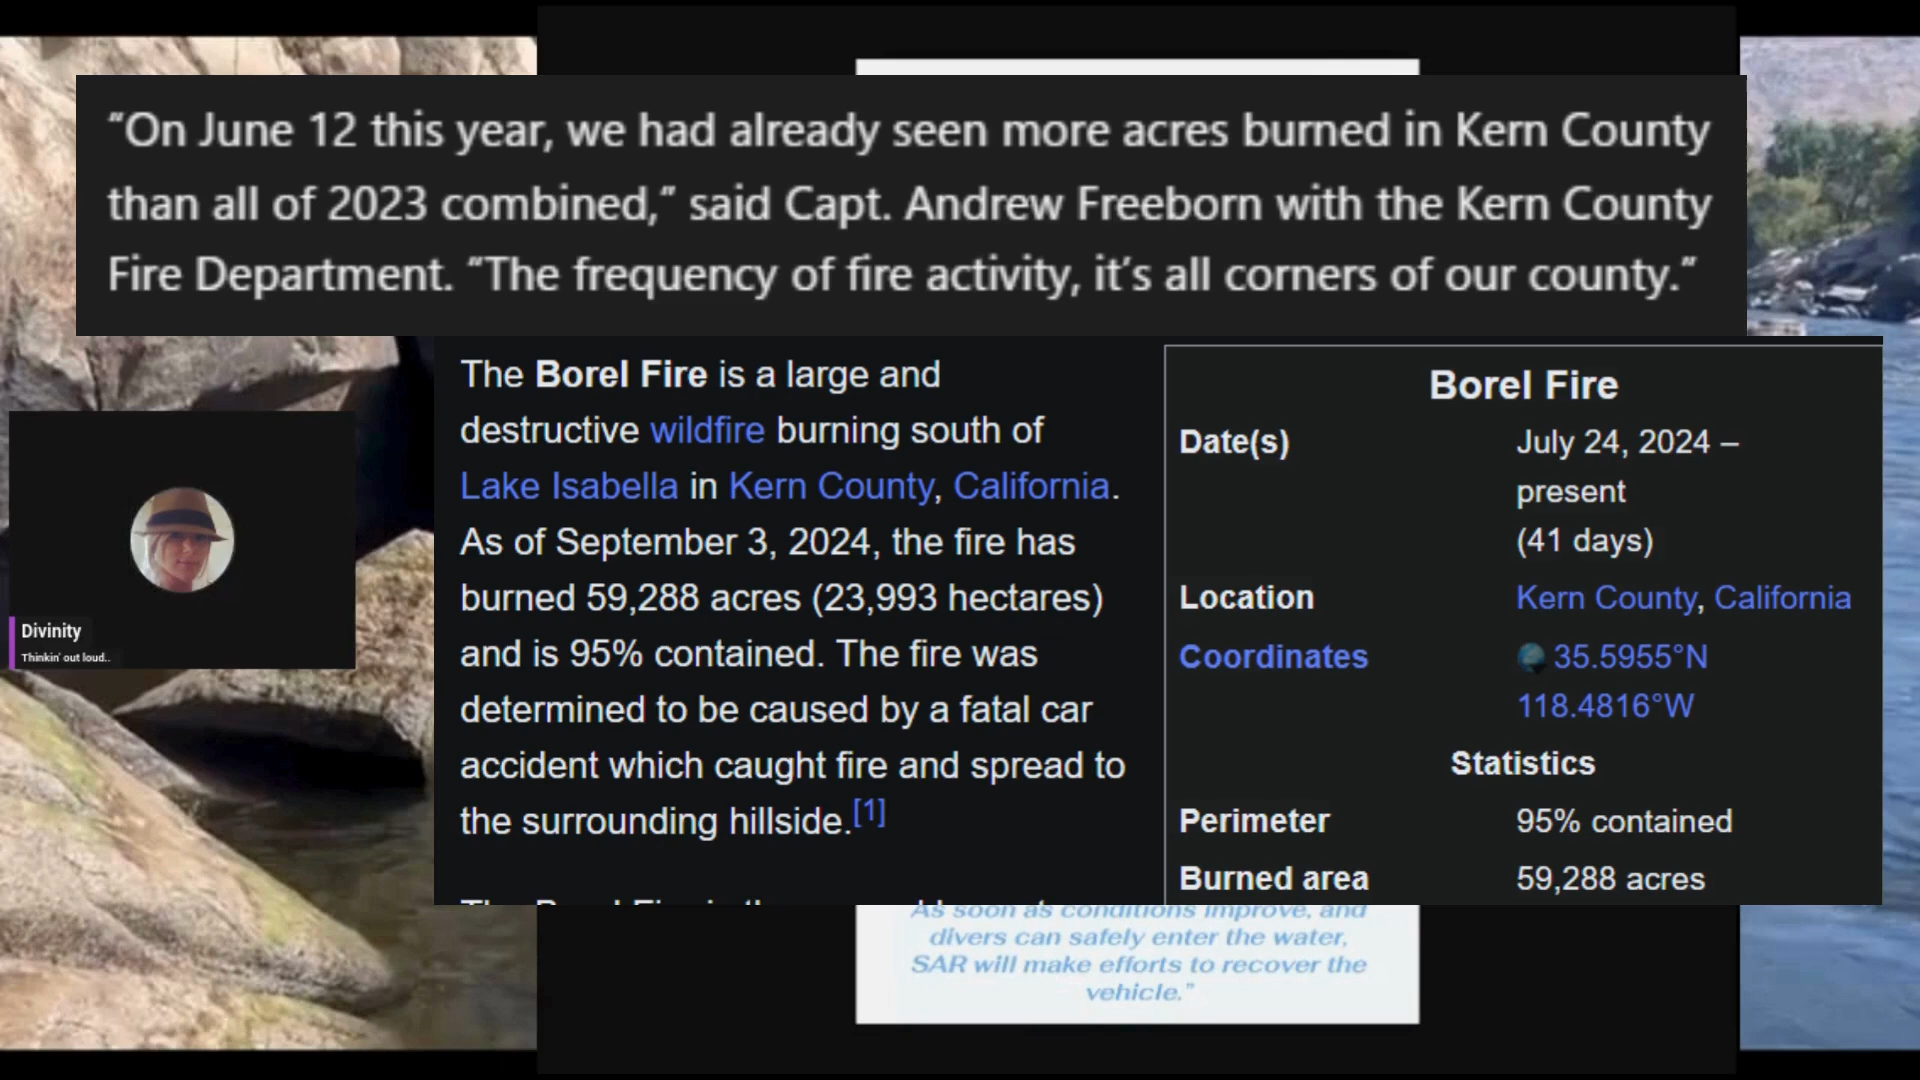 “On June 12 this year, we had already seen more acres burned in Kern County
than all of 2023 combined,” said Capt. Andrew Freeborn with the Kern County
Fire Department. “The frequency of fire activity, it’s all corners of our county.”
The Borel Fire is a large and
destructive wildfire burning south of
Lake Isabella in Kern County, California.
As of September 3, 2024, the fire has
burned 59,288 acres (23,993 hectares)
and is 95% contained. The fire was
determined to be caused by a fatal car
accident which caught fire and spread to
the surrounding hillside.[1]
Borel Fire
Date(s) July 24, 2024 –
present
(41 days)
Location Kern County, California
Coordinates 35.5955°N
118.4816°W
Statistics
Perimeter 95% contained
Burned area 59,288 acres
Divinity
Thinkin' out loud..
As soon as conditions improve, and
divers can safely enter the water,
SAR will make efforts to recover the
vehicle.”